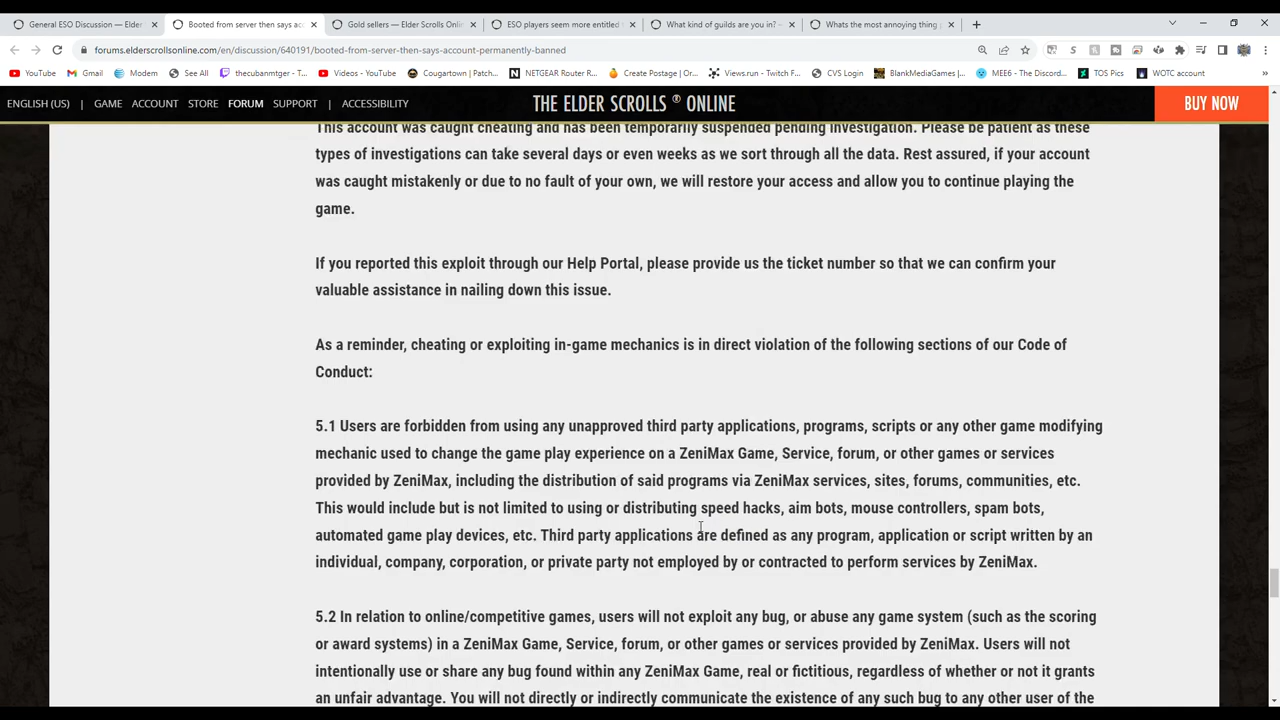 General ESO Discussion — Elder
Booted from server then says acc
Gold sellers — Elder Scrolls Onlin
ESO players seem more entitled
What kind of guilds are you in? –
Whats the most annoying thing
forums.elderscrollsonline.com/en/discussion/640191/booted-from-server-then-says-account-permanently-banned
YouTube
Gmail
Modem
See All
thecubanmtger - T...
Videos - YouTube
Cougartown | Patch...
NETGEAR Router R...
Create Postage | Or...
Views.run - Twitch F...
CVS Login
BlankMediaGames |...
MEE6 - The Discord...
TOS Pics
WOTC account
»
ENGLISH (US) | GAME ACCOUNT STORE FORUM SUPPORT | ACCESSIBILITY
THE ELDER SCROLLS ® ONLINE
BUY NOW
This account was caught cheating and has been temporarily suspended pending investigation. Please be patient as these
types of investigations can take several days or even weeks as we sort through all the data. Rest assured, if your account
was caught mistakenly or due to no fault of your own, we will restore your access and allow you to continue playing the
game.
If you reported this exploit through our Help Portal, please provide us the ticket number so that we can confirm your
valuable assistance in nailing down this issue.
As a reminder, cheating or exploiting in-game mechanics is in direct violation of the following sections of our Code of
Conduct:
5.1 Users are forbidden from using any unapproved third party applications, programs, scripts or any other game modifying
mechanic used to change the game play experience on a ZeniMax Game, Service, forum, or other games or services
provided by ZeniMax, including the distribution of said programs via ZeniMax services, sites, forums, communities, etc.
This would include but is not limited to using or distributing speed hacks, aim bots, mouse controllers, spam bots,
automated game play devices, etc. Third party applications are defined as any program, application or script written by an
individual, company, corporation, or private party not employed by or contracted to perform services by ZeniMax.
5.2 In relation to online/competitive games, users will not exploit any bug, or abuse any game system (such as the scoring
or award systems) in a ZeniMax Game, Service, forum, or other games or services provided by ZeniMax. Users will not
intentionally use or share any bug found within any ZeniMax Game, real or fictitious, regardless of whether or not it grants
an unfair advantage. You will not directly or indirectly communicate the existence of any such bug to any other user of the